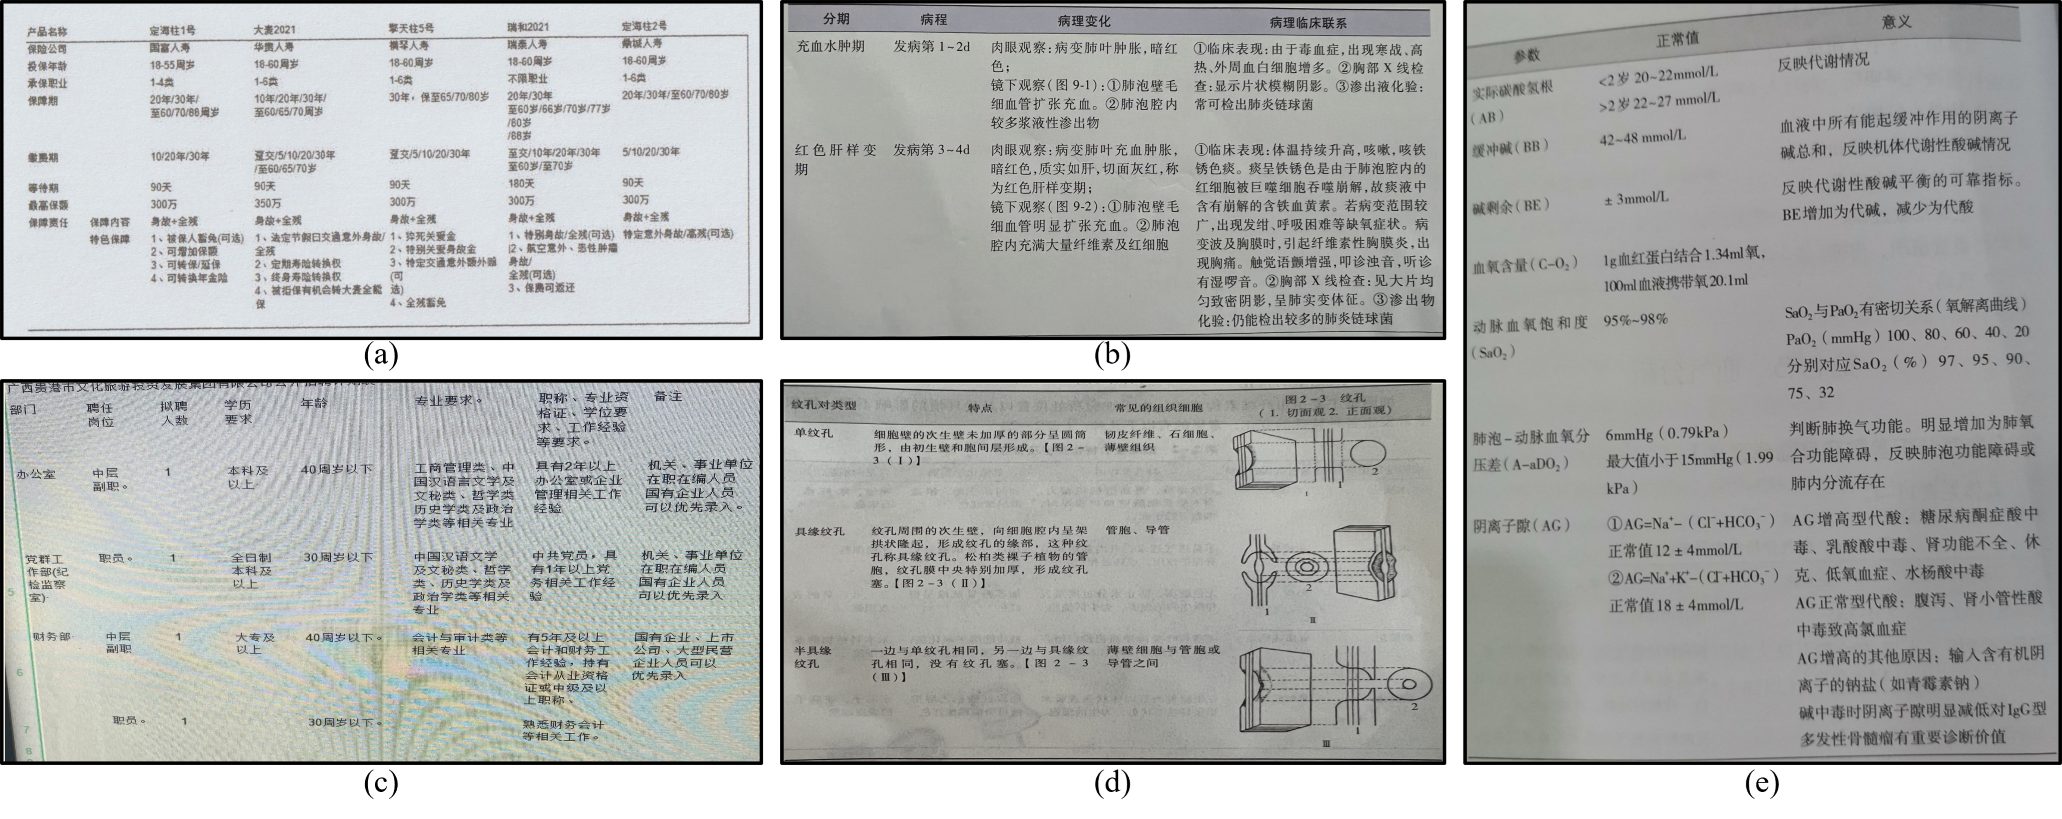 产品名称 定海柱1号 大麦2021 擎天柱5号 瑞和2021 定海柱2号
保险公司 国富人寿 华贵人寿 横琴人寿 瑞泰人寿 鼎诚人寿
投保年龄 18-55周岁 18-60周岁 18-60周岁 18-60周岁 18-60周岁
承保职业 1-4类 1-6类 1-6类 不限职业 1-6类
保障期 20年/30年/ 10年/20年/30年/ 30年，保至65/70/80岁 20年/30年 20年/30年/至60/70/80岁
至60/70/88周岁 至60/65/70周岁 至60岁/66岁/70岁/77岁
/80岁
/88岁
缴费期 10/20年/30年 趸交/5/10/20/30年 趸交/5/10/20/30年 至交/10年/20年/30年 5/10/20/30年
/至60/65/70岁 至60岁/至70岁
等待期 90天 90天 90天 180天 90天
最高保额 300万 350万 300万 300万 300万
保障责任 保障内容 身故+全残 身故+全残 身故+全残 身故+全残 身故+全残
特色保障 1、被保人豁免(可选) 1、法定节假日交通意外身故/ 1、猝死关爱金 1、特别身故/全残(可选) 特定意外身故/高残(可选)
2、可增加保额 全残 2、特别关爱身故金 2、航空意外、恶性肿瘤
3、可转保/延保 2、定期寿险转换权 3、特定交通意外额外赔 身故/
4、可转换年金险 3、终身寿险转换权 (可 全残(可选)
4、被拒保有机会转大麦全能 选) 3、保费可返还
保 4、全残豁免
(a)
分期 病程 病理变化 病理临床联系
充血水肿期 发病第1~2d 肉眼观察:病变肺叶肿胀,暗红 ①临床表现:由于毒血症,出现寒战、高
色; 热、外周血白细胞增多。②胸部X线检
镜下观察(图9-1):①肺泡壁毛 查:显示片状模糊阴影。③渗出液化验:
细血管扩张充血。②肺泡腔内 常可检出肺炎链球菌
较多浆液性渗出物
红色肝样变 发病第3~4d 肉眼观察:病变肺叶充血肿胀, ①临床表现:体温持续升高,咳嗽,咳铁
期 暗红色,质实如肝,切面灰红,称 锈色痰。痰呈铁锈色是由于肺泡腔内的
为红色肝样变期; 红细胞被巨噬细胞吞噬崩解,故痰液中
镜下观察(图9-2):①肺泡壁毛 含有崩解的含铁血黄素。若病变范围较
细血管明显扩张充血。②肺泡 广,出现发绀、呼吸困难等缺氧症状。病
腔内充满大量纤维素及红细胞 变波及胸膜时,引起纤维素性胸膜炎,出
现胸痛。触觉语颤增强,叩诊浊音,听诊
有湿啰音。②胸部X线检查:见大片均
匀致密阴影,呈肺实变体征。③渗出物
化验:仍能检出较多的肺炎链球菌
(b)
广西贵港市文化旅游投资发展集团有限公司公开招聘计划表
部门 聘任 拟聘 学历 年龄 专业要求。 职称、专业资 备注
岗位 人数 要求 格证、学位要
求、工作经验
等要求。
办公室 中层 1 本科及 40周岁以下 工商管理类、中 具有2年以上 机关、事业单位
副职。 以上 国汉语言文学及 办公室或企业 在职在编人员
文秘类、哲学类 管理相关工作 国有企业人员
历史学类及政治 经验 可以优先录入。
学类等相关专业
党群工 职员。 1 全日制 30周岁以下 中国汉语文学 中共党员，具 机关、事业单位
作部(纪 本科及 及文秘类、哲学 有1年以上党 在职在编人员
检监察 以上 类、历史学类及 务相关工作经 国有企业人员
5 室) 政治学类等相关 验 可以优先录入
专业
财务部 中层 1 大专及 40周岁以下。 会计与审计类等 有5年及以上 国有企业、上市
副职 以上 相关专业 会计和财务工 公司、大型民营
6 作经验，持有 企业人员可以
会计从业资格 优先录入
证或中级及以
上职称、
7 职员。 1 30周岁以下。 熟悉财务会计
等相关工作。
8
(c)
纹孔对类型 特点 常见的组织细胞 图2-3 纹孔
(1. 切面观2. 正面观)
单纹孔 细胞壁的次生壁未加厚的部分呈圆筒 韧皮纤维、石细胞、
形，由初生壁和胞间层形成。【图2- 薄壁组织
3（Ⅰ）】
2
Ⅰ 1
具缘纹孔 纹孔周围的次生壁，向细胞腔内呈架 管胞、导管
拱状隆起，形成纹孔的缘部，这种纹
孔称具缘纹孔。松柏类裸子植物的管
胞，纹孔膜中央特别加厚，形成纹孔
塞。【图2-3（Ⅱ）】
2
1
Ⅱ
半具缘 一边与单纹孔相同，另一边与具缘纹 薄壁细胞与管胞或
纹孔 孔相同，没有纹孔塞。【图2-3 导管之间
（Ⅲ）】
2
1
Ⅲ
(d)
参数 正常值 意义
实际碳酸氢根 <2岁 20~22mmol/L 反映代谢情况
(AB) >2岁 22~27 mmol/L
缓冲碱(BB) 42~48 mmol/L 血液中所有能起缓冲作用的阴离子
碱总和，反映机体代谢性酸碱情况
碱剩余(BE) ± 3mmol/L 反映代谢性酸碱平衡的可靠指标。
BE增加为代碱，减少为代酸
血氧含量(C-O₂) 1g血红蛋白结合1.34ml氧，
100ml血液携带氧20.1ml
动脉血氧饱和度 95%~98% SaO₂与PaO₂有密切关系(氧解离曲线)
(SaO₂) PaO₂(mmHg) 100、80、60、40、20
分别对应SaO₂(%) 97、95、90、
75、32
肺泡-动脉血氧分 6mmHg(0.79kPa) 判断肺换气功能。明显增加为肺氧
压差(A-aDO₂) 最大值小于15mmHg(1.99 合功能障碍，反映肺泡功能障碍或
kPa) 肺内分流存在
阴离子隙(AG) ①AG=Na⁺-(Cl⁻+HCO₃⁻) AG增高型代酸：糖尿病酮症酸中
正常值12 ± 4mmol/L 毒、乳酸酸中毒、肾功能不全、休
②AG=Na⁺+K⁺-(Cl⁻+HCO₃⁻) 克、低氧血症、水杨酸中毒
正常值18 ± 4mmol/L AG正常型代酸：腹泻、肾小管性酸
中毒致高氯血症
AG增高的其他原因：输入含有机阴
离子的钠盐(如青霉素钠)
碱中毒时阴离子隙明显减低对IgG型
多发性骨髓瘤有重要诊断价值
(e)